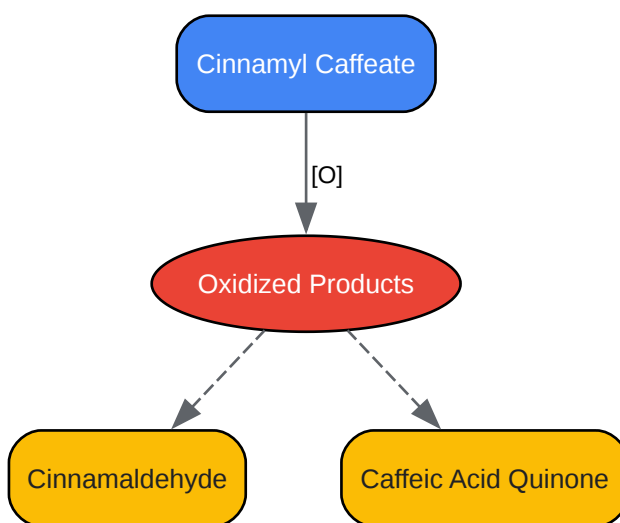 Cinnamyl Caffeate
[O]
Oxidized Products
Cinnamaldehyde
Caffeic Acid Quinone